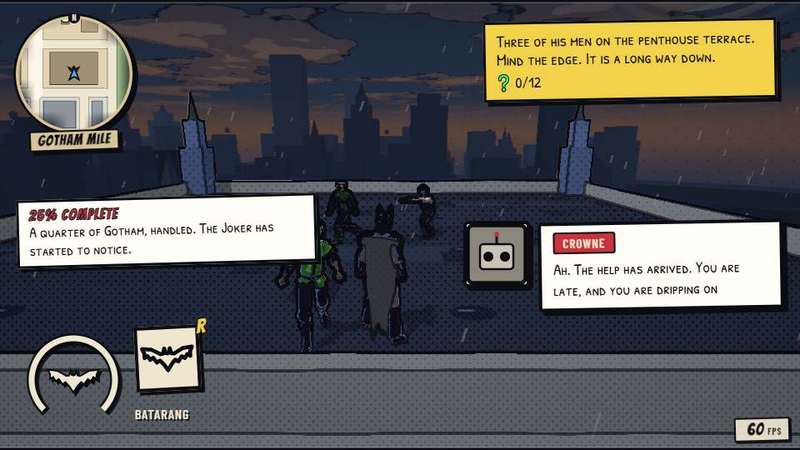 THREE OF HIS MEN ON THE PENTHOUSE TERRACE.
MIND THE EDGE. IT IS A LONG WAY DOWN.
? 0/12
GOTHAM MILE
25% COMPLETE
A QUARTER OF GOTHAM, HANDLED. THE JOKER HAS
STARTED TO NOTICE.
CROWNE
AH. THE HELP HAS ARRIVED. YOU ARE
LATE, AND YOU ARE DRIPPING ON
R
BATARANG
60 FPS